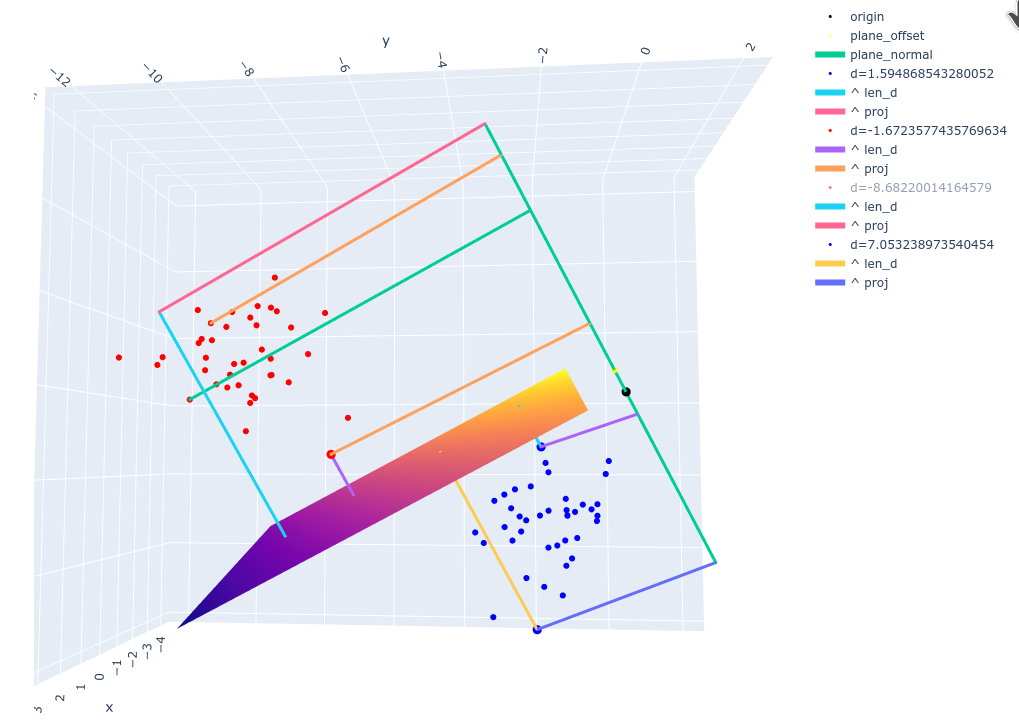 origin
plane_offset
plane_normal
d=1.594868543280052
^ len_d
^ proj
d=-1.6723577435769634
^ len_d
^ proj
d=-8.68220014164579
^ len_d
^ proj
d=7.053238973540454
^ len_d
^ proj
y
−12
−10
−8
−6
−4
−2
0
2
−4
−3
−2
−1
0
1
2
3
x